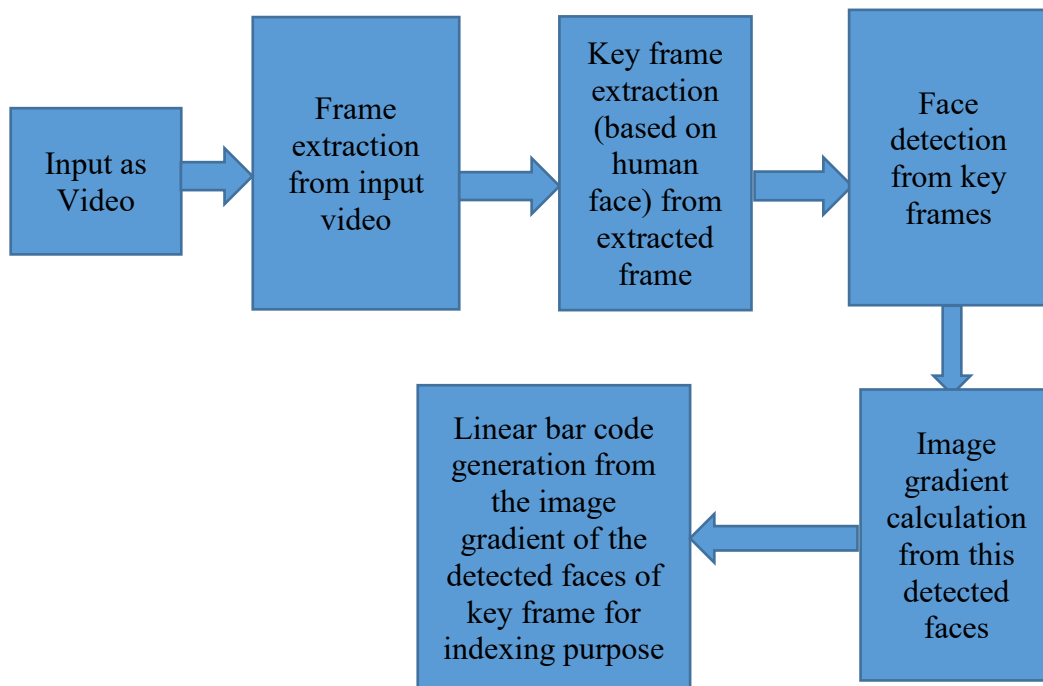 Input as
Video
Frame
extraction
from input
video
Key frame
extraction
(based on
human
face) from
extracted
frame
Face
detection
from key
frames
Image
gradient
calculation
from this
detected
faces
Linear bar code
generation from
the image
gradient of the
detected faces of
key frame for
indexing purpose